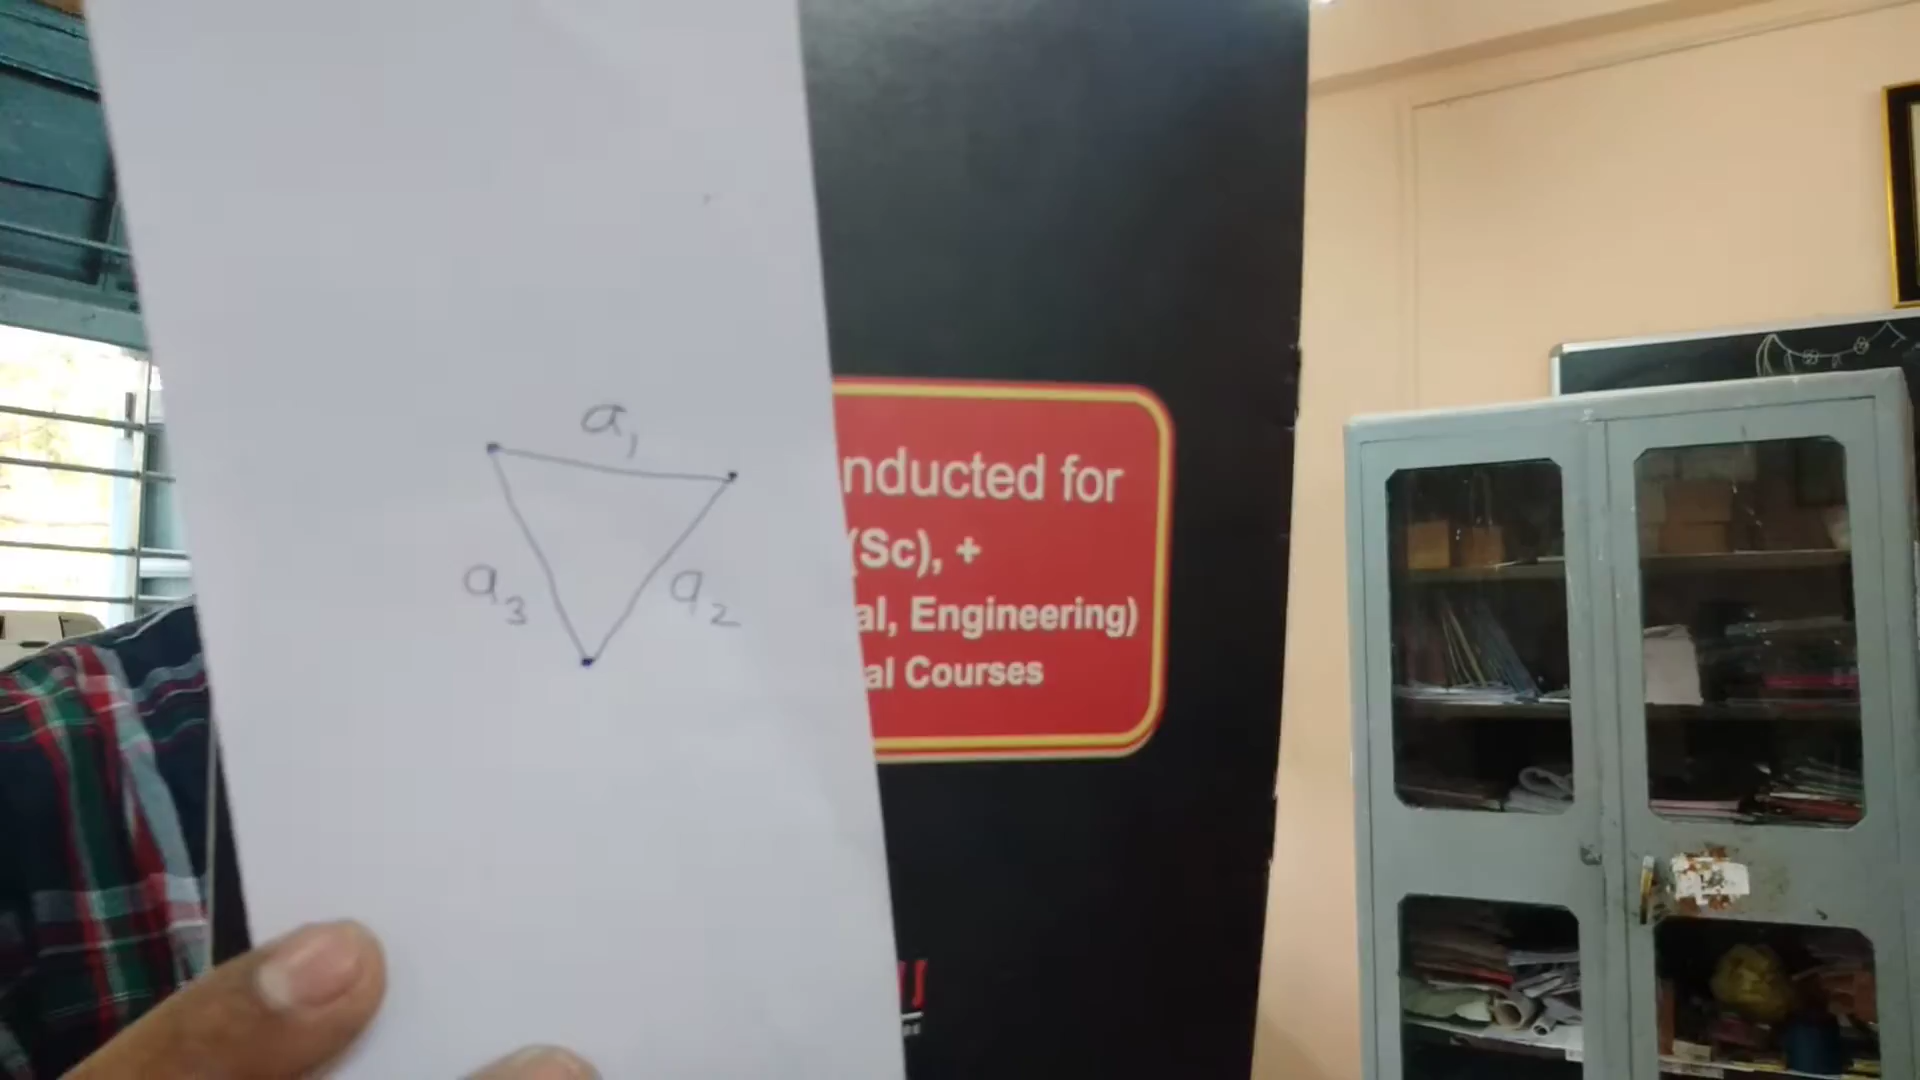 a₁
a₃
a₂
nducted for
(Sc), +
al, Engineering)
al Courses